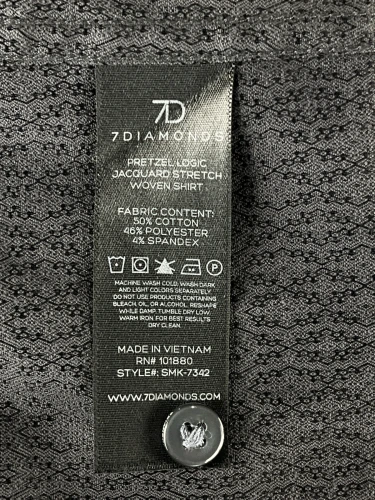 7D
7DIAMONDS
PRETZEL LOGIC
JACQUARD STRETCH
WOVEN SHIRT
FABRIC CONTENT:
50% COTTON
46% POLYESTER
4% SPANDEX
P
MACHINE WASH COLD. WASH DARK
AND LIGHT COLORS SEPARATELY
DO NOT USE PRODUCTS CONTAINING
BLEACH, OIL, OR ALCOHOL. RESHAPE
WHILE DAMP. TUMBLE DRY LOW.
WARM IRON. FOR BEST RESULTS
DRY CLEAN.
MADE IN VIETNAM
RN# 101880
STYLE#: SMK-7342
WWW.7DIAMONDS.COM